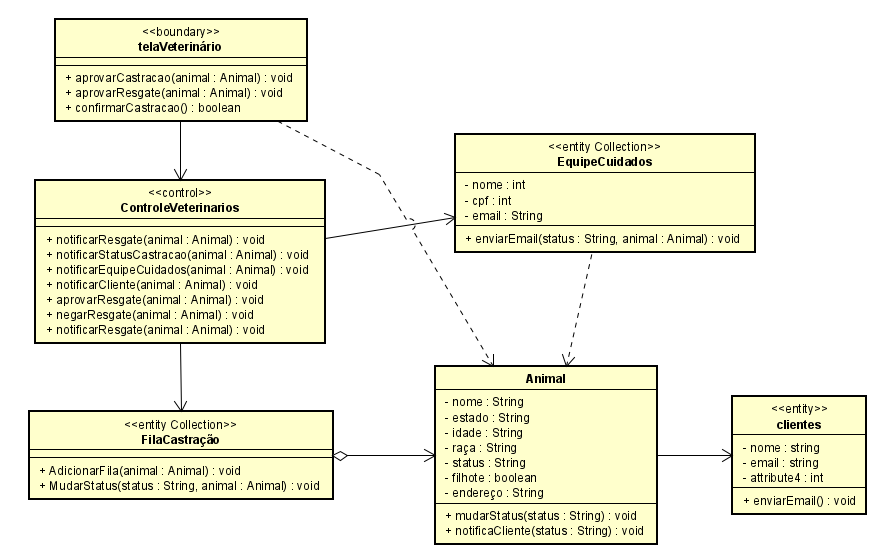 <<boundary>>
telaVeterinário
+ aprovarCastracao(animal : Animal) : void
+ aprovarResgate(animal : Animal) : void
+ confirmarCastracao() : boolean
<<entity Collection>>
EquipeCuidados
- nome : int
- cpf : int
- email : String
+ enviarEmail(status : String, animal : Animal) : void
<<control>>
ControleVeterinarios
+ notificarResgate(animal : Animal) : void
+ notificarStatusCastracao(animal : Animal) : void
+ notificarEquipeCuidados(animal : Animal) : void
+ notificarCliente(animal : Animal) : void
+ aprovarResgate(animal : Animal) : void
+ negarResgate(animal : Animal) : void
+ notificarResgate(animal : Animal) : void
<<entity Collection>>
FilaCastração
+ AdicionarFila(animal : Animal) : void
+ MudarStatus(status : String, animal : Animal) : void
Animal
- nome : String
- estado : String
- idade : String
- raça : String
- status : String
- filhote : boolean
- endereço : String
+ mudarStatus(status : String) : void
+ notificaCliente(status : String) : void
<<entity>>
clientes
- nome : string
- email : string
- attribute4 : int
+ enviarEmail() : void